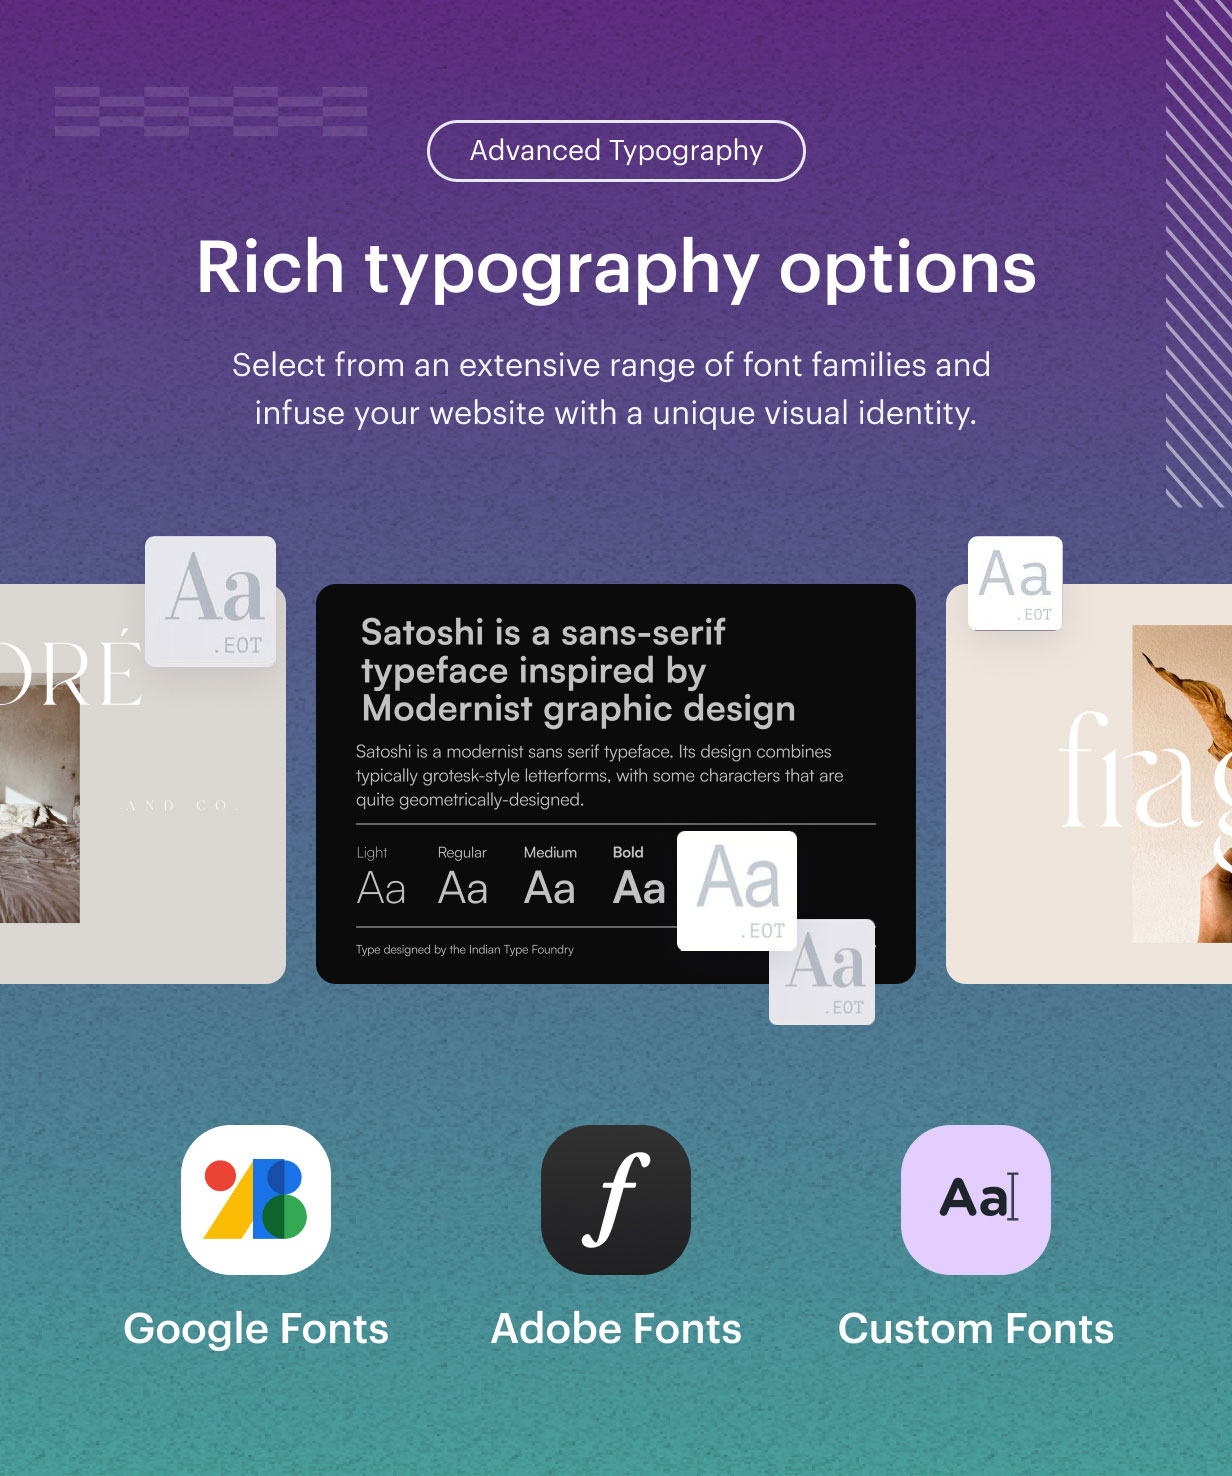 Advanced Typography
Rich typography options
Select from an extensive range of font families and
infuse your website with a unique visual identity.
Aa
.EOT
ORÉ
AND CO.
Satoshi is a sans-serif
typeface inspired by
Modernist graphic design
Satoshi is a modernist sans serif typeface. Its design combines
typically grotesk-style letterforms, with some characters that are
quite geometrically-designed.
Light Regular Medium Bold
Aa Aa Aa Aa
Type designed by the Indian Type Foundry
Aa
.EOT
Aa
.EOT
Aa
.EOT
frag
Aa
Google Fonts
Adobe Fonts
Custom Fonts